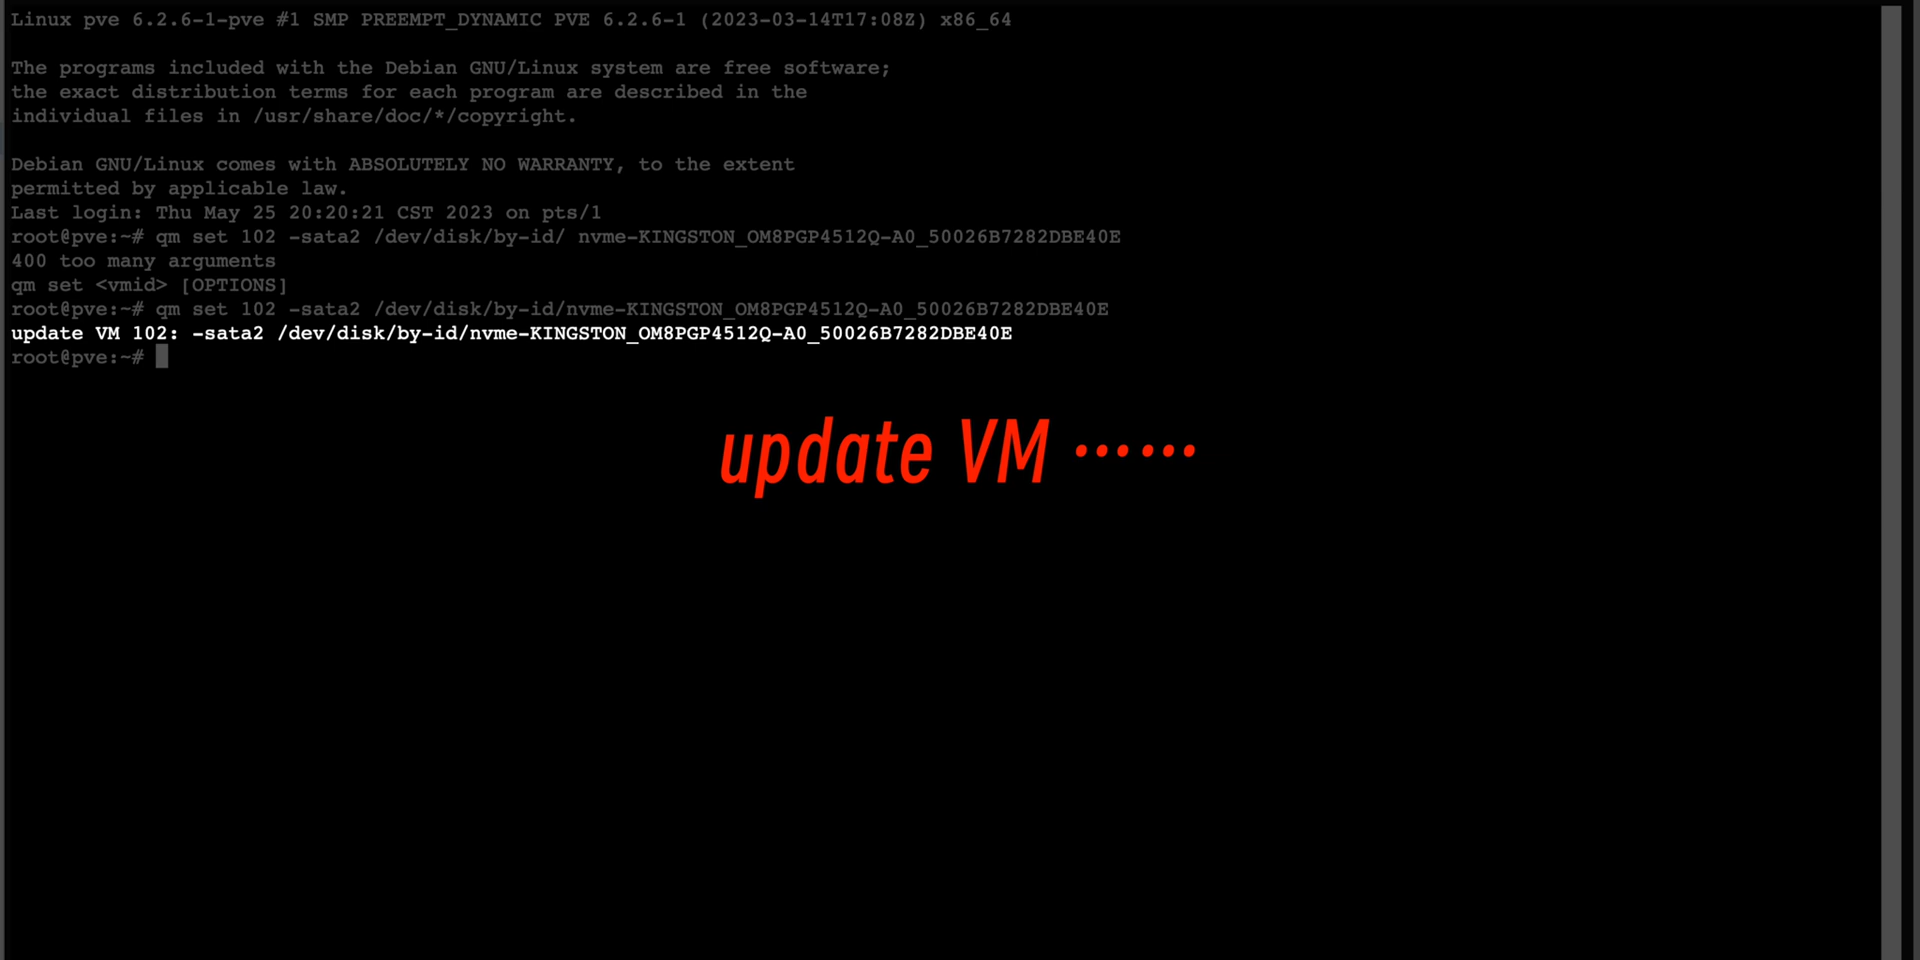 Linux pve 6.2.6-1-pve #1 SMP PREEMPT_DYNAMIC PVE 6.2.6-1 (2023-03-14T17:08Z) x86_64
The programs included with the Debian GNU/Linux system are free software;
the exact distribution terms for each program are described in the
individual files in /usr/share/doc/*/copyright.
Debian GNU/Linux comes with ABSOLUTELY NO WARRANTY, to the extent
permitted by applicable law.
Last login: Thu May 25 20:20:21 CST 2023 on pts/1
root@pve:~# qm set 102 -sata2 /dev/disk/by-id/ nvme-KINGSTON_OM8PGP4512Q-A0_50026B7282DBE40E
400 too many arguments
qm set <vmid> [OPTIONS]
root@pve:~# qm set 102 -sata2 /dev/disk/by-id/nvme-KINGSTON_OM8PGP4512Q-A0_50026B7282DBE40E
update VM 102: -sata2 /dev/disk/by-id/nvme-KINGSTON_OM8PGP4512Q-A0_50026B7282DBE40E
root@pve:~#
update VM ······